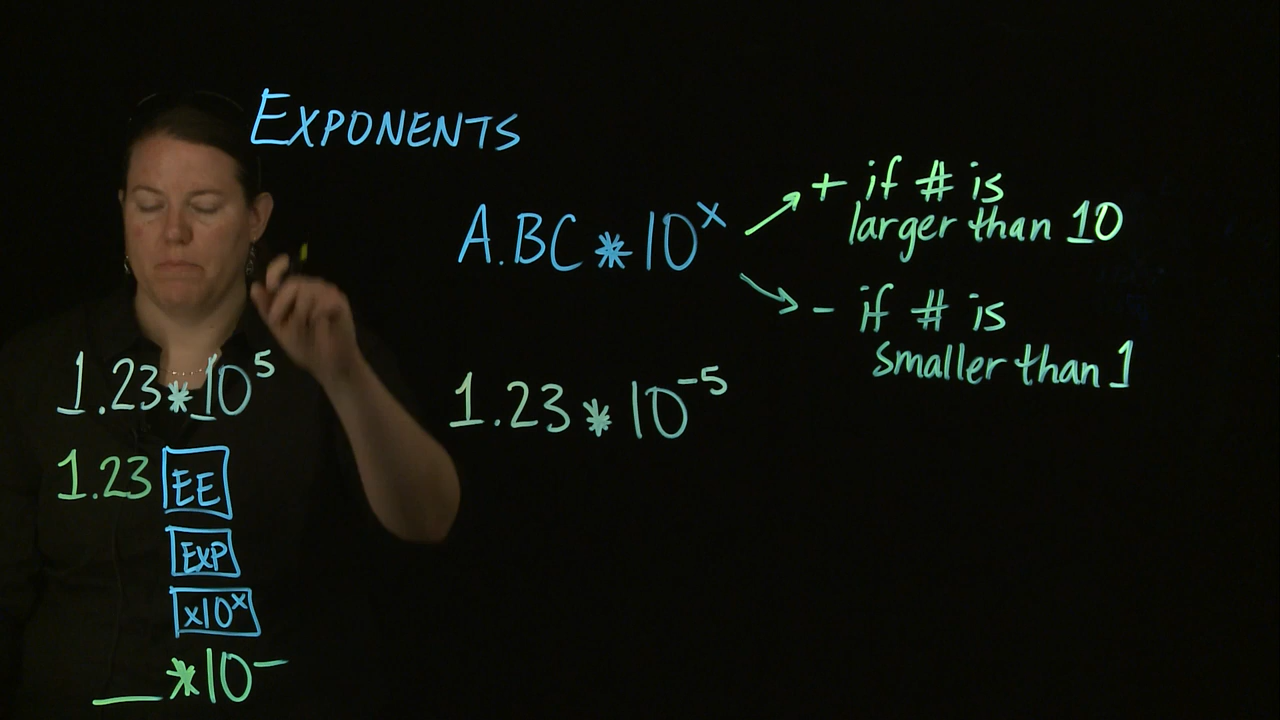 EXPONENTS
A.BC * 10^x
+ if # is
larger than 10
- if # is
smaller than 1
1.23 * 10^5
1.23 * 10^-5
1.23 EE
EXP
x10^x
_ * 10^-